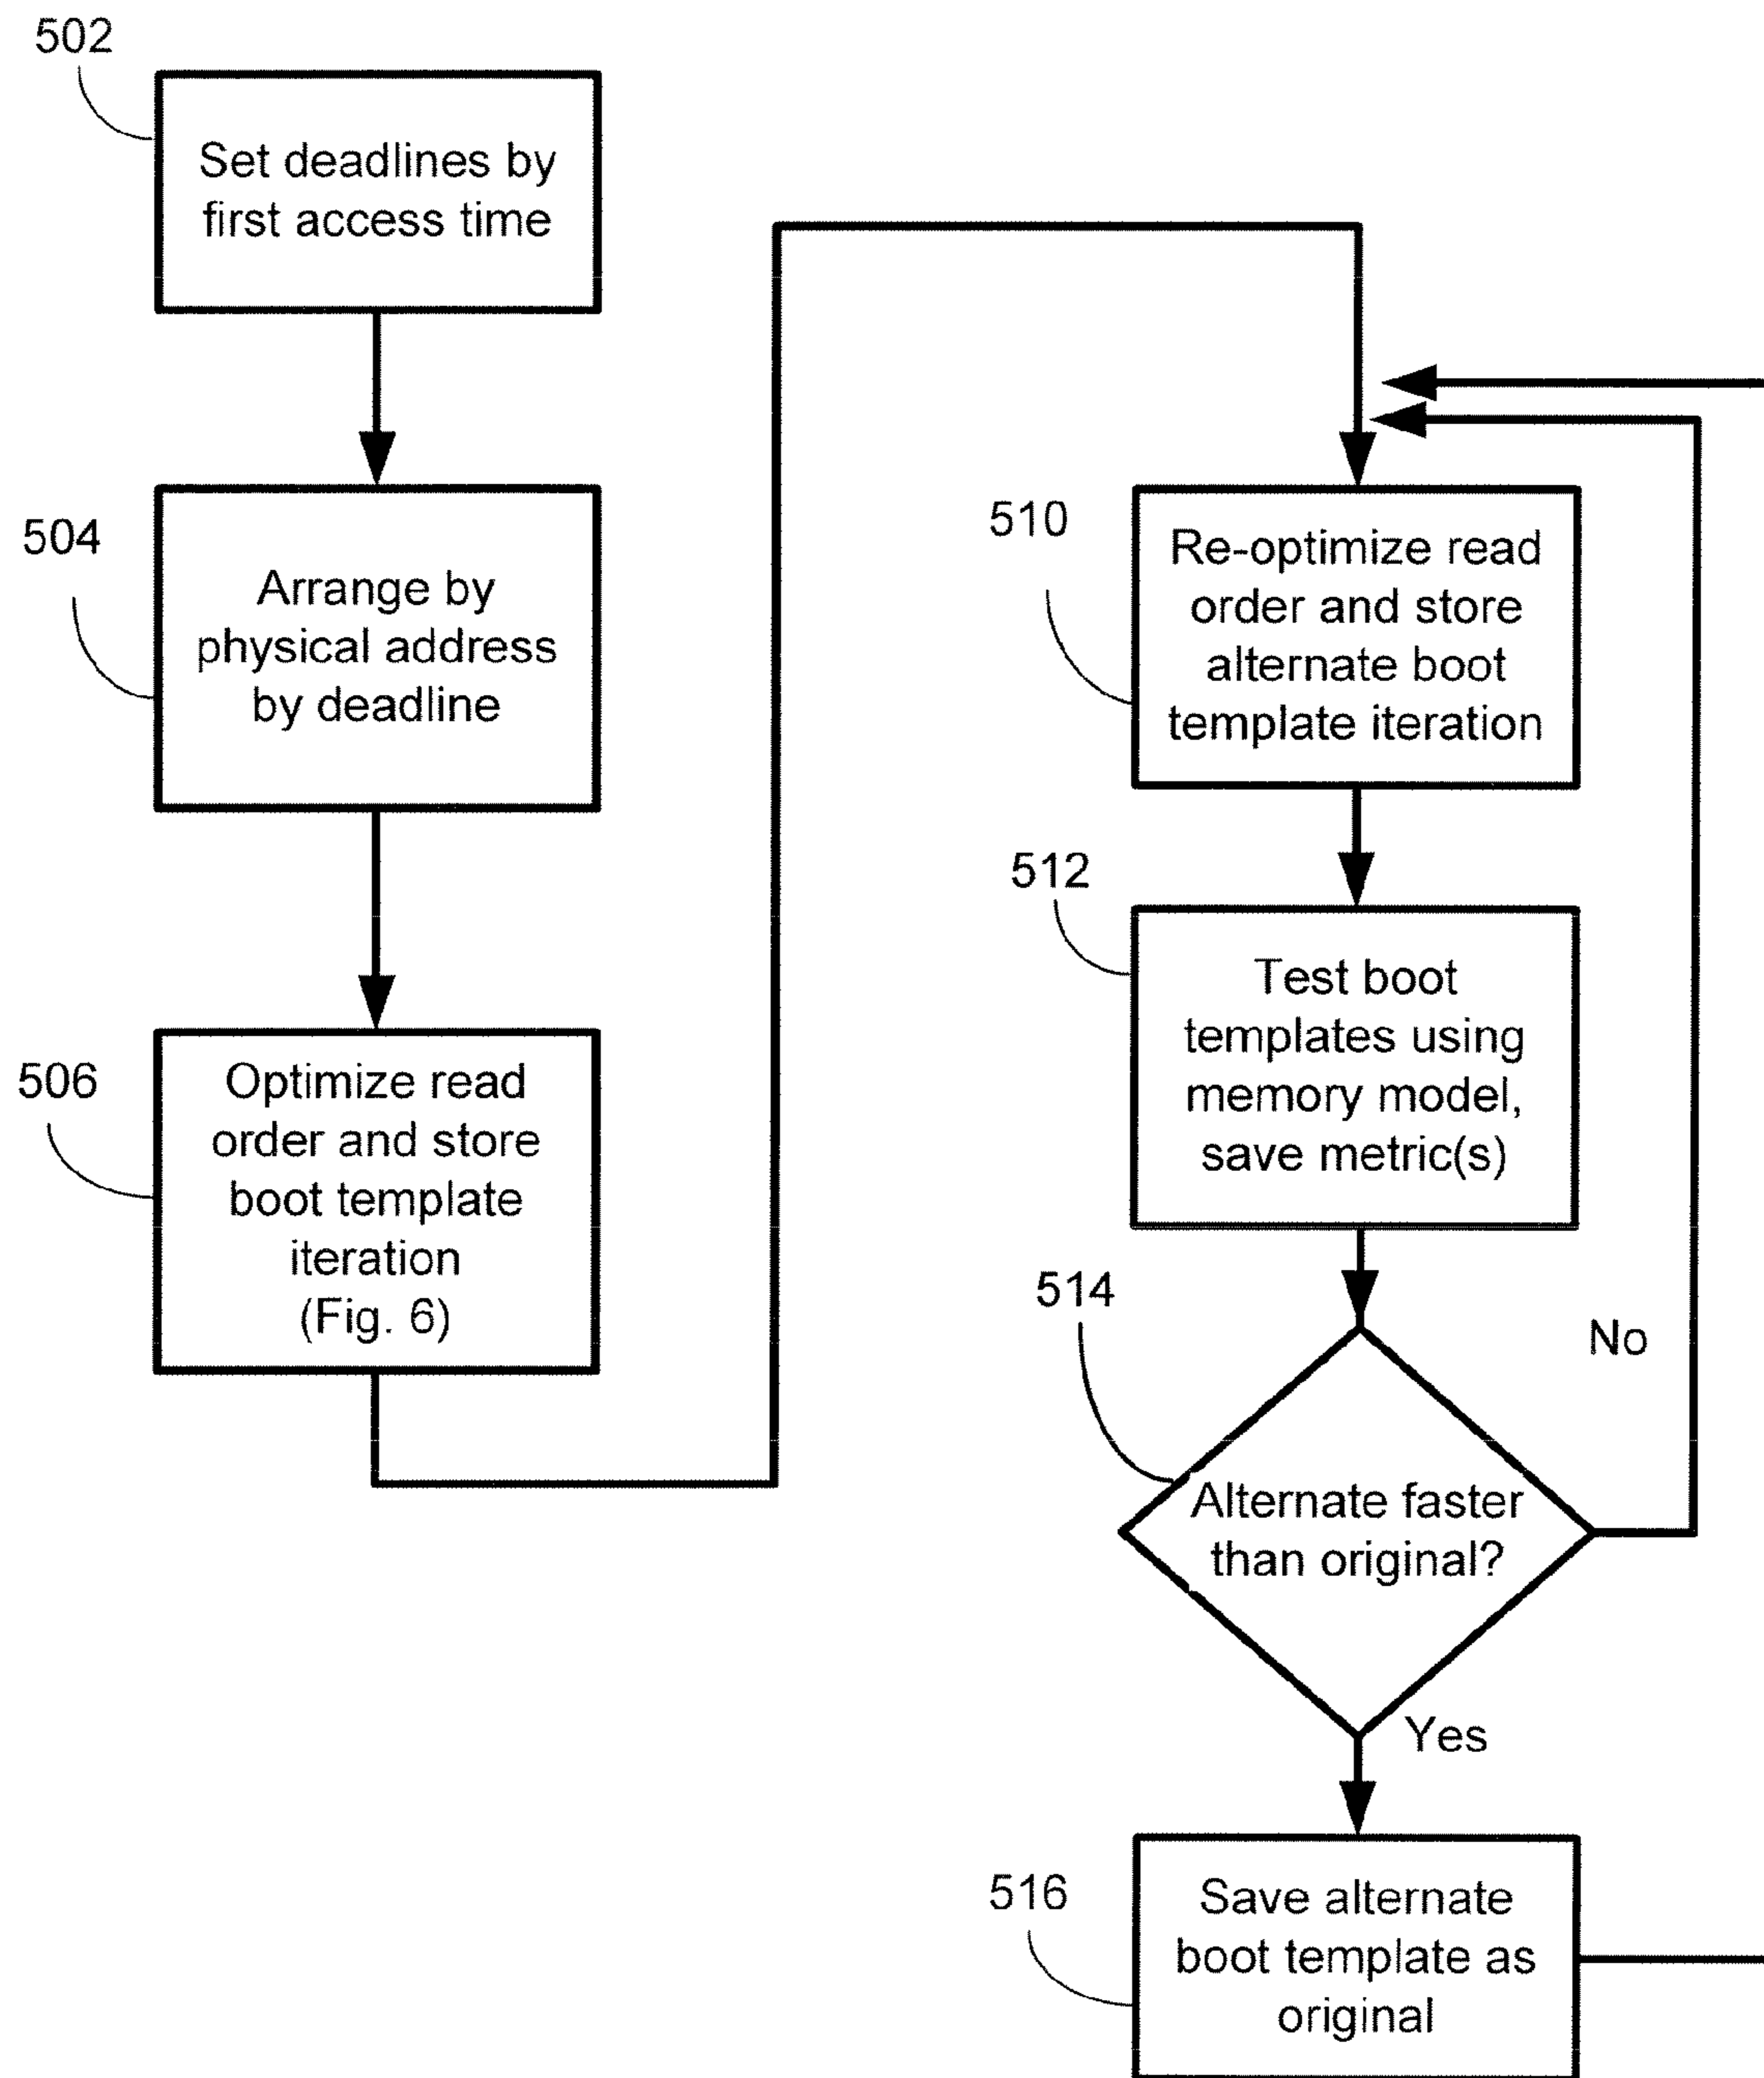 502
Set deadlines by
first access time
504
Arrange by
physical address
by deadline
506
Optimize read
order and store
boot template
iteration
(Fig. 6)
510
Re-optimize read
order and store
alternate boot
template iteration
512
Test boot
templates using
memory model,
save metric(s)
514
Alternate faster
than original?
No
Yes
516
Save alternate
boot template as
original